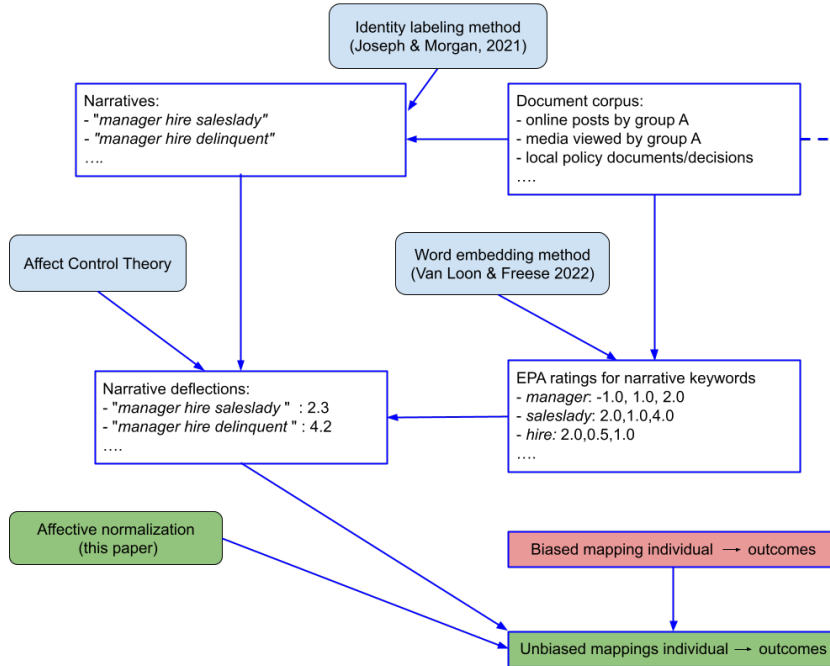 Identity labeling method
(Joseph & Morgan, 2021)
Narratives:
- "manager hire saleslady"
- "manager hire delinquent"
....
Document corpus:
- online posts by group A
- media viewed by group A
- local policy documents/decisions
....
Affect Control Theory
Word embedding method
(Van Loon & Freese 2022)
Narrative deflections:
- "manager hire saleslady " : 2.3
- "manager hire delinquent " : 4.2
....
EPA ratings for narrative keywords
- manager: -1.0, 1.0, 2.0
- saleslady: 2.0,1.0,4.0
- hire: 2.0,0.5,1.0
....
Affective normalization
(this paper)
Biased mapping individual → outcomes
Unbiased mappings individual → outcomes